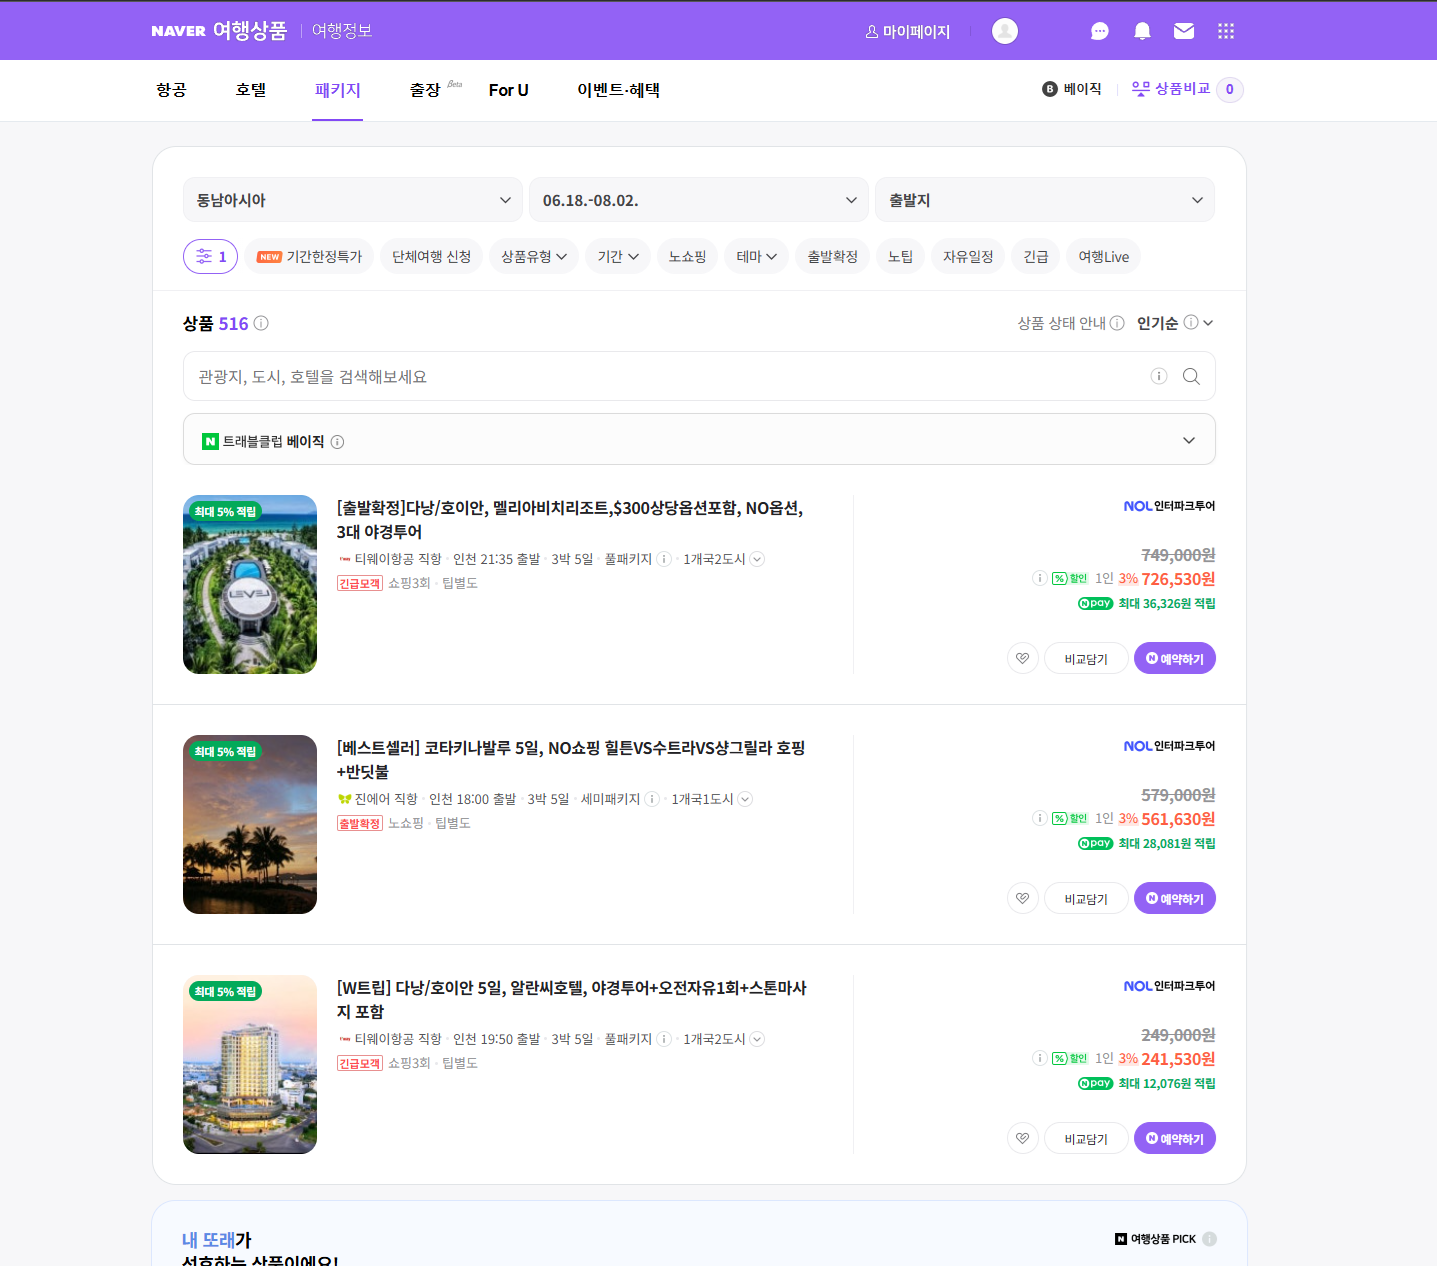 NAVER 여행상품 여행정보 마이페이지
항공 호텔 패키지 출장 Beta For U 이벤트·혜택 B 베이직 상품비교 0
동남아시아 06.18.-08.02. 출발지
1 NEW 기간한정특가 단체여행 신청 상품유형 기간 노쇼핑 테마 출발확정 노팁 자유일정 긴급 여행Live
상품 516 상품 상태 안내 인기순
관광지, 도시, 호텔을 검색해보세요
N 트래블클럽 베이직
최대 5% 적립
[출발확정]다낭/호이안, 멜리아비치리조트,$300상당옵션포함, NO옵션,
3대 야경투어
티웨이항공 직항 · 인천 21:35 출발 · 3박 5일 · 풀패키지 · 1개국2도시
긴급모객 쇼핑3회 · 팁별도
LEVEL
NOL 인터파크투어
749,000원
% 할인 1인 3% 726,530원
N pay 최대 36,326원 적립
비교담기 N 예약하기
최대 5% 적립
[베스트셀러] 코타키나발루 5일, NO쇼핑 힐튼VS수트라VS샹그릴라 호핑
+반딧불
진에어 직항 · 인천 18:00 출발 · 3박 5일 · 세미패키지 · 1개국1도시
출발확정 노쇼핑 · 팁별도
NOL 인터파크투어
579,000원
% 할인 1인 3% 561,630원
N pay 최대 28,081원 적립
비교담기 N 예약하기
최대 5% 적립
[W트립] 다낭/호이안 5일, 알란씨호텔, 야경투어+오전자유1회+스톤마사
지 포함
티웨이항공 직항 · 인천 19:50 출발 · 3박 5일 · 풀패키지 · 1개국2도시
긴급모객 쇼핑3회 · 팁별도
NOL 인터파크투어
249,000원
% 할인 1인 3% 241,530원
N pay 최대 12,076원 적립
비교담기 N 예약하기
내 또래가
선호하는 상품이에요!
N 여행상품 PICK